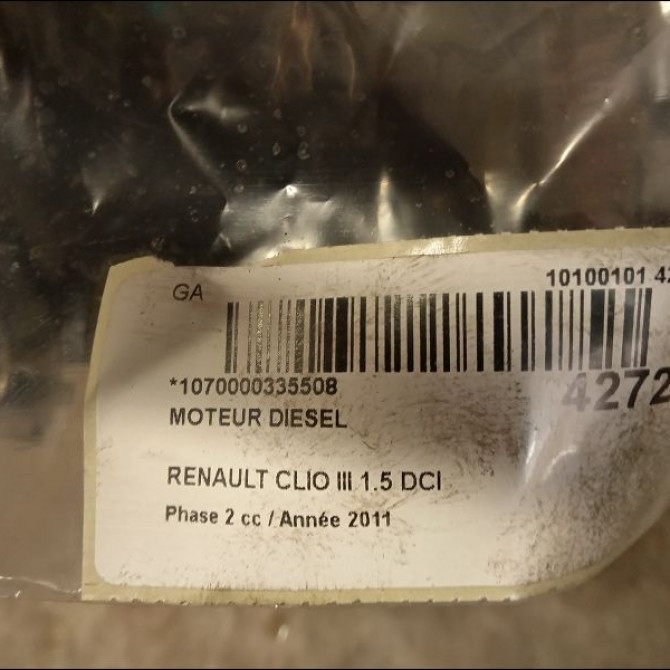 GA
10100101 42
*1070000335508
4272
MOTEUR DIESEL
RENAULT CLIO III 1.5 DCI
Phase 2 cc / Année 2011